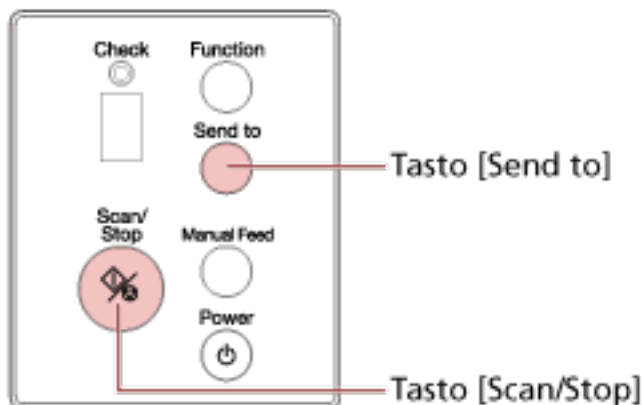 Check
Function
Send to
Tasto [Send to]
Scan/
Stop
Manual Feed
Power
Tasto [Scan/Stop]